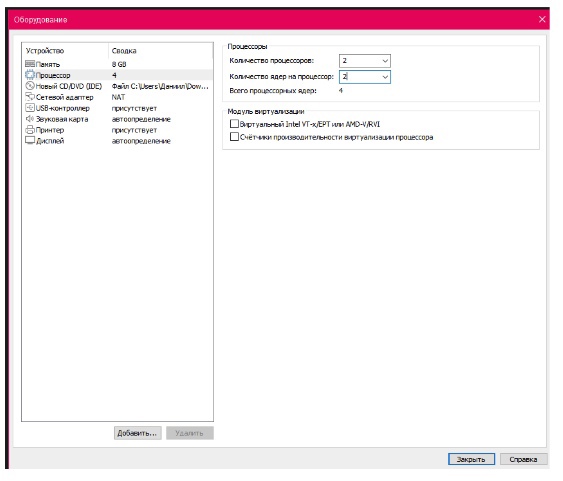 Оборудование
Устройство Сводка
Память 8 GB
Процессор 4
Новый CD/DVD (IDE) Файл C:\Users\Даниил\Dow...
Сетевой адаптер NAT
USB-контроллер присутствует
Звуковая карта автоопределение
Принтер присутствует
Дисплей автоопределение
Добавить... Удалить
Процессоры
Количество процессоров: 2
Количество ядер на процессор: 2
Всего процессорных ядер: 4
Модуль виртуализации
Виртуальный Intel VT-x/EPT или AMD-V/RVI
Счётчики производительности виртуализации процессора
Закрыть Справка